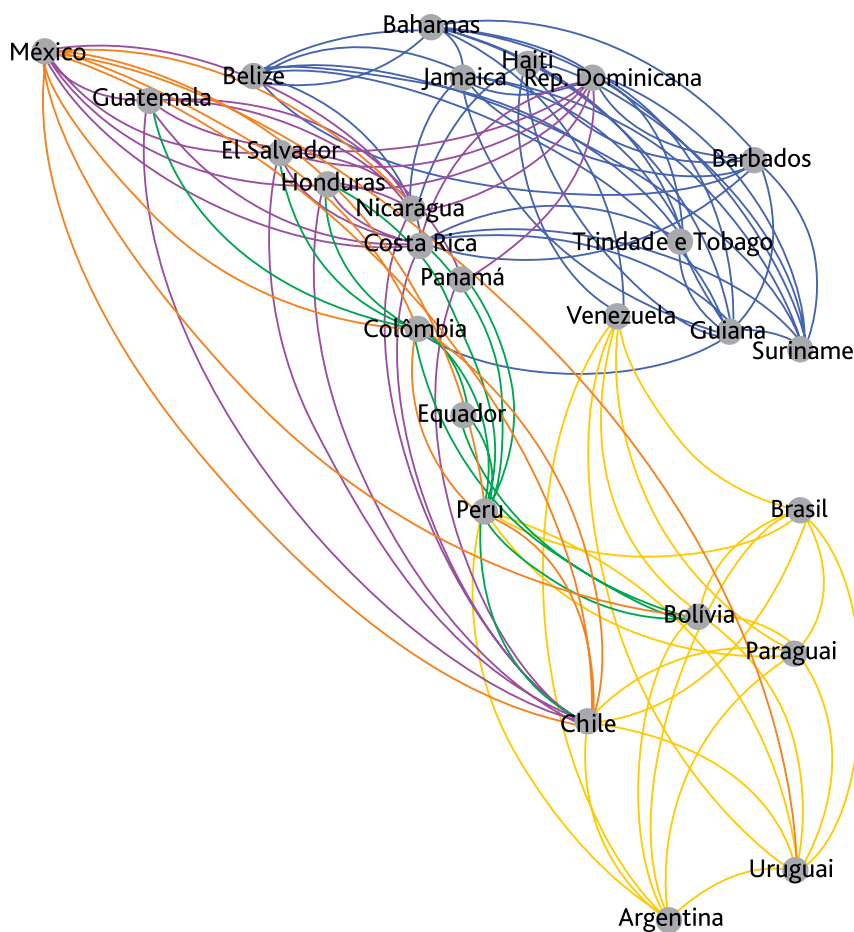 Bahamas
México
Haiti
Belize
Jamaica
Rep. Dominicana
Guatemala
El Salvador
Barbados
Honduras
Nicarágua
Costa Rica
Trindade e Tobago
Panamá
Venezuela
Colômbia
Guiana
Suriname
Equador
Peru
Brasil
Bolívia
Paraguai
Chile
Uruguai
Argentina